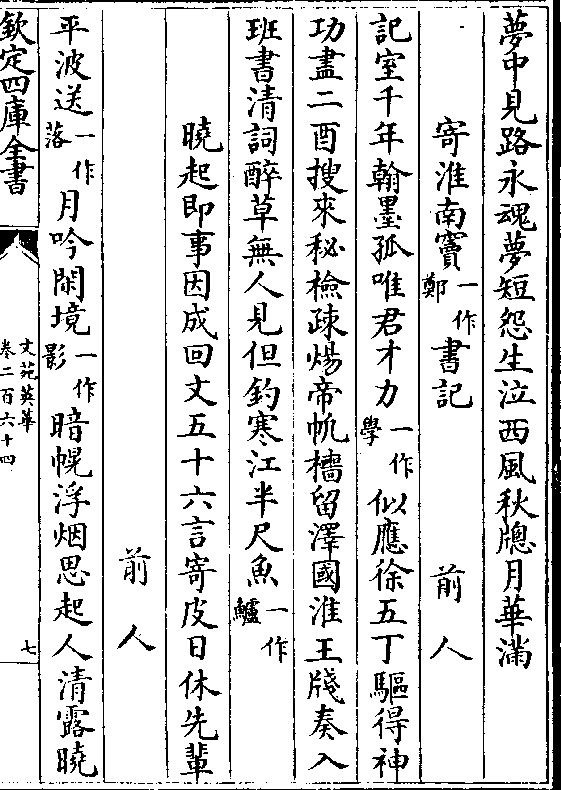 夢中見路永魂夢短怨生泣西風秋牕月華滿
寄淮南竇一作鄭書記 前人
記室千年翰墨孤唯君才力一作學似應徐五丁驅得神
功盡二酉搜來秘檢疎煬帝帆檣留澤國淮王牋奏入
班書清詞醉草無人見但釣寒江半尺魚一作鱸
曉起即事因成回文五十六言寄皮日休先輩
前人
平波送一作落月吟閑境一作影暗幌浮烟思起人清露曉
欽定四庫全書
文苑英華
卷二百六十四
七